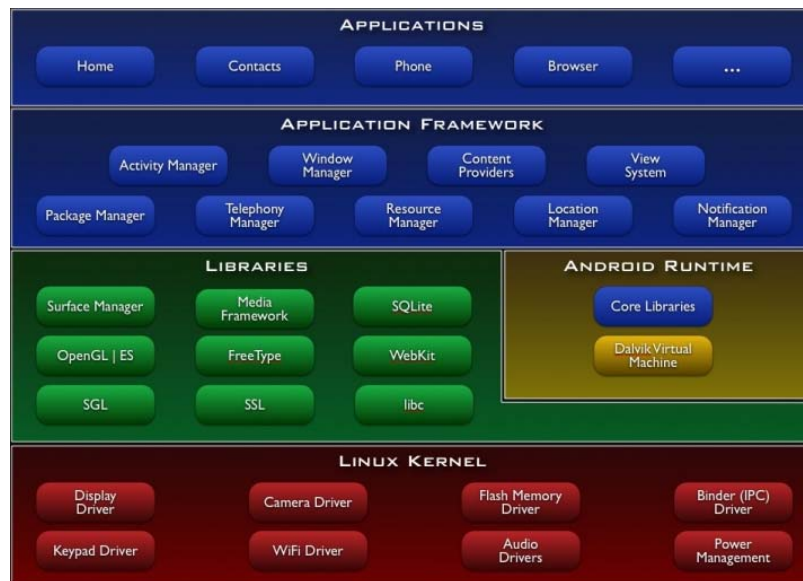 APPLICATIONS
Home
Contacts
Phone
Browser
...
APPLICATION FRAMEWORK
Activity Manager
Window
Manager
Content
Providers
View
System
Package Manager
Telephony
Manager
Resource
Manager
Location
Manager
Notification
Manager
LIBRARIES
Surface Manager
Media
Framework
SQLite
OpenGL | ES
FreeType
WebKit
SGL
SSL
libc
ANDROID RUNTIME
Core Libraries
Dalvik Virtual
Machine
LINUX KERNEL
Display
Driver
Camera Driver
Flash Memory
Driver
Binder (IPC)
Driver
Keypad Driver
WiFi Driver
Audio
Drivers
Power
Management